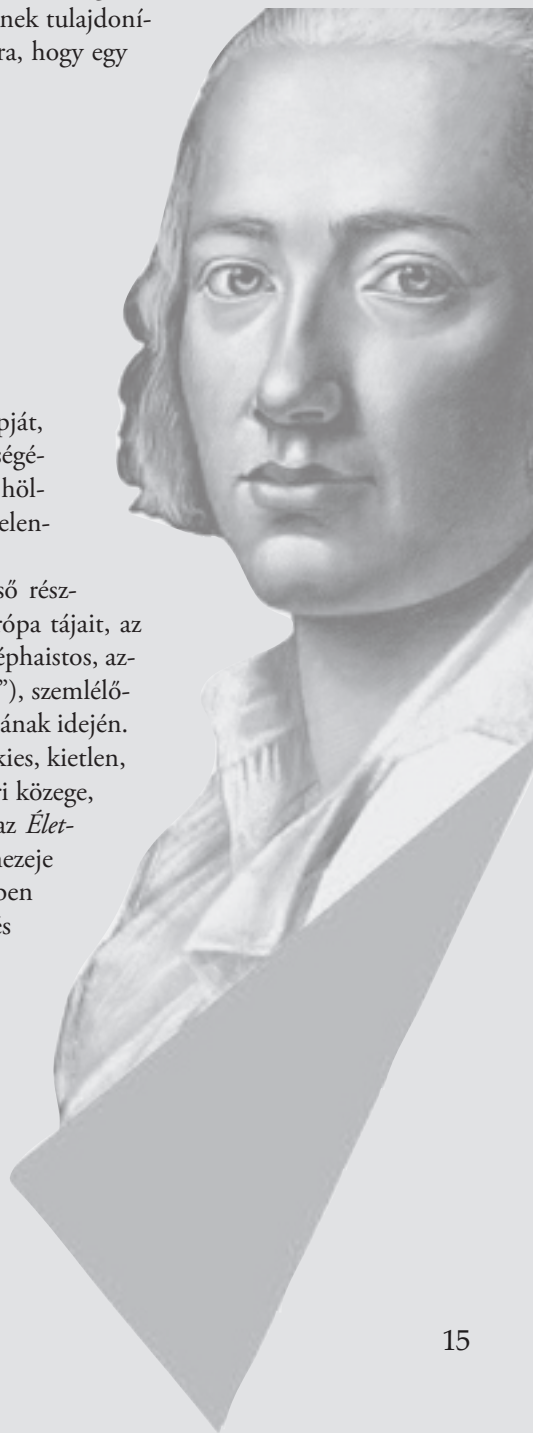 nek tulajdoní-
ra, hogy egy
pját,
ségé-
höl-
elen-
ső rész-
rópa tájait, az
éphaistos, az-
”), szemlélő-
ának idején.
kies, kietlen,
ri közege,
az Élet-
nezeje
ben
és
15